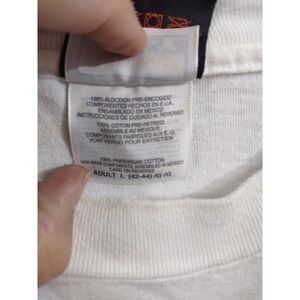 100% ALGODON PRE-ENCOGIDO
COMPONENTES HECHOS EN E.U.A.
ENSAMBLADO EN MEXICO
INSTRUCCIONES DE CUIDADO AL REVERSO
100% COTON PRE-RETRECI
ASSEMBLE AU MEXIQUE
COMPOSANTS FABRIQUES AUX E.-U.
VOIR VERSO POUR ENTRETIEN
100% PRESHRUNK COTTON
USA MADE COMPONENTS, ASSEMBLED IN MEXICO
CARE ON REVERSE
ADULT L (42-44) /G /G